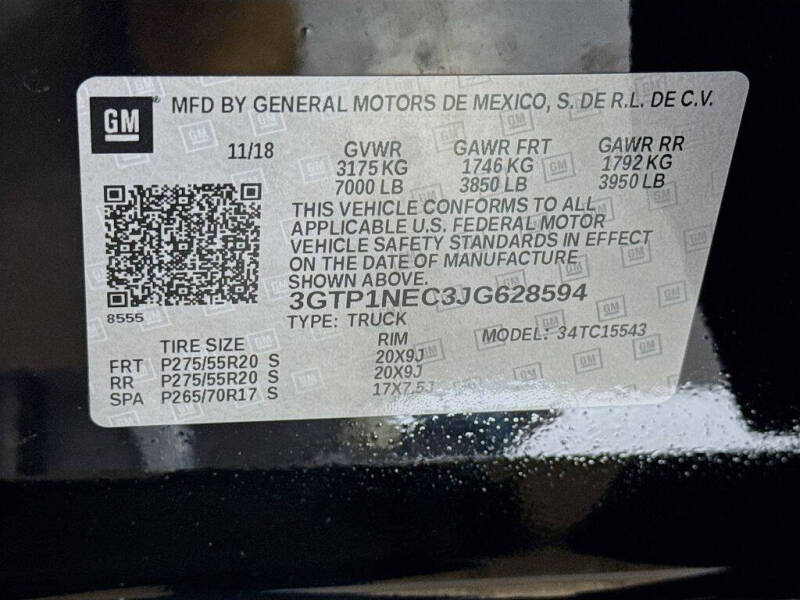 GM ® MFD BY GENERAL MOTORS DE MEXICO, S. DE R.L. DE C.V.
11/18 GVWR GAWR FRT GAWR RR
3175 KG 1746 KG 1792 KG
7000 LB 3850 LB 3950 LB
THIS VEHICLE CONFORMS TO ALL
APPLICABLE U.S. FEDERAL MOTOR
VEHICLE SAFETY STANDARDS IN EFFECT
ON THE DATE OF MANUFACTURE
SHOWN ABOVE.
3GTP1NEC3JG628594
8555
TYPE: TRUCK MODEL: 34TC15543
TIRE SIZE RIM
FRT P275/55R20 S 20X9J
RR P275/55R20 S 20X9J
SPA P265/70R17 S 17X7.5J